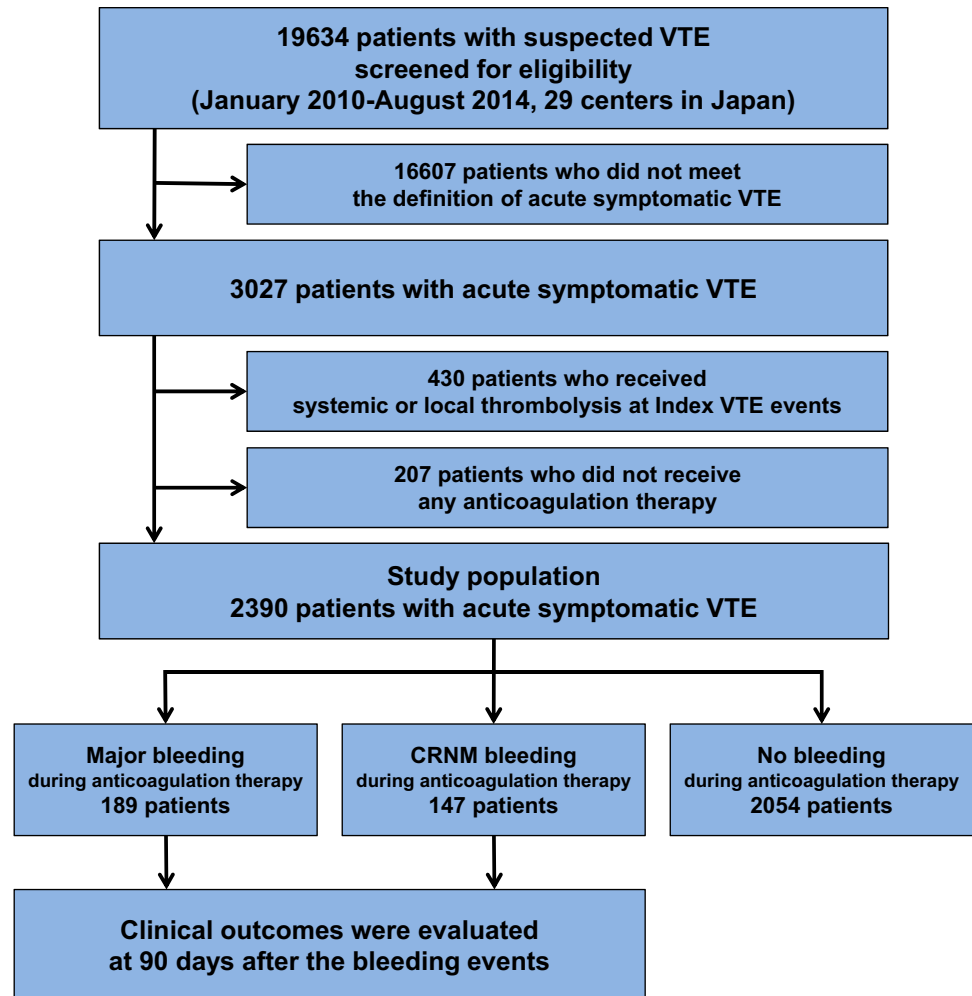 19634 patients with suspected VTE
screened for eligibility
(January 2010-August 2014, 29 centers in Japan)
16607 patients who did not meet
the definition of acute symptomatic VTE
3027 patients with acute symptomatic VTE
430 patients who received
systemic or local thrombolysis at Index VTE events
207 patients who did not receive
any anticoagulation therapy
Study population
2390 patients with acute symptomatic VTE
Major bleeding
during anticoagulation therapy
189 patients
CRNM bleeding
during anticoagulation therapy
147 patients
No bleeding
during anticoagulation therapy
2054 patients
Clinical outcomes were evaluated
at 90 days after the bleeding events